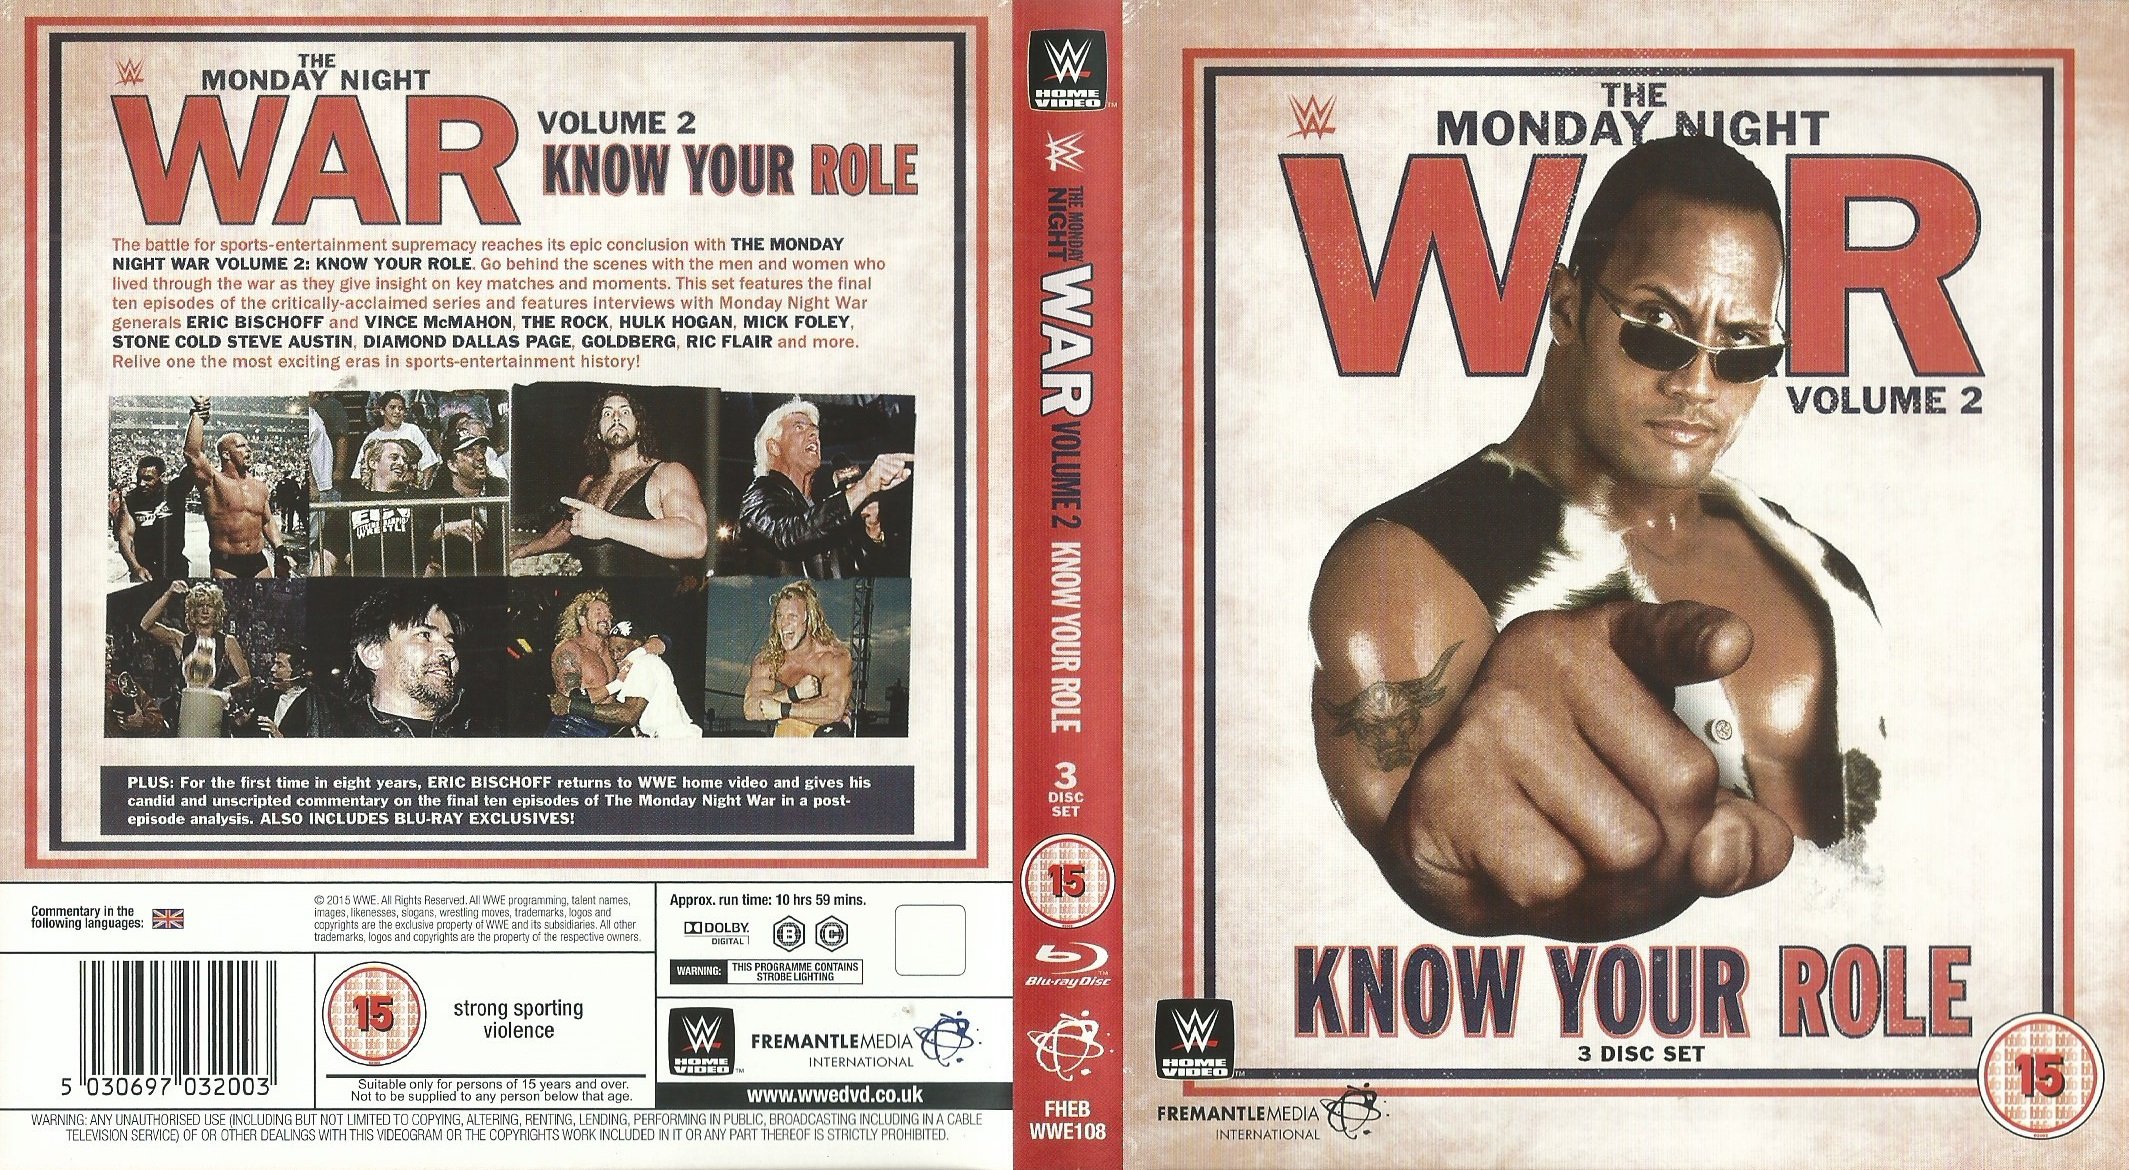 THE
MONDAY NIGHT
WAR
VOLUME 2
KNOW YOUR ROLE
The battle for sports-entertainment supremacy reaches its epic conclusion with THE MONDAY
NIGHT WAR VOLUME 2: KNOW YOUR ROLE. Go behind the scenes with the men and women who
lived through the war as they give insight on key matches and moments. This set features the final
ten episodes of the critically-acclaimed series and features interviews with Monday Night War
generals ERIC BISCHOFF and VINCE McMAHON, THE ROCK, HULK HOGAN, MICK FOLEY,
STONE COLD STEVE AUSTIN, DIAMOND DALLAS PAGE, GOLDBERG, RIC FLAIR and more.
Relive one the most exciting eras in sports-entertainment history!
PLUS: For the first time in eight years, ERIC BISCHOFF returns to WWE home video and gives his
candid and unscripted commentary on the final ten episodes of The Monday Night War in a post-
episode analysis. ALSO INCLUDES BLU-RAY EXCLUSIVES!
Commentary in the
following languages:
© 2015 WWE. All Rights Reserved. All WWE programming, talent names,
images, likenesses, slogans, wrestling moves, trademarks, logos and
copyrights are the exclusive property of WWE and its subsidiaries. All other
trademarks, logos and copyrights are the property of the respective owners.
Approx. run time: 10 hrs 59 mins.
DOLBY
DIGITAL
B C
WARNING: THIS PROGRAMME CONTAINS
STROBE LIGHTING
5 030697 032003
15
strong sporting
violence
Suitable only for persons of 15 years and over.
Not to be supplied to any person below that age.
W
HOME
VIDEO™
FREMANTLEMEDIA
INTERNATIONAL
www.wwedvd.co.uk
WARNING: ANY UNAUTHORISED USE (INCLUDING BUT NOT LIMITED TO COPYING, ALTERING, RENTING, LENDING, PERFORMING IN PUBLIC, BROADCASTING INCLUDING IN A CABLE
TELEVISION SERVICE) OF OR OTHER DEALINGS WITH THIS VIDEOGRAM OR THE COPYRIGHTS WORK INCLUDED IN IT OR ANY PART THEREOF IS STRICTLY PROHIBITED.
W
HOME
VIDEO™
THE MONDAY
NIGHT
WAR VOLUME 2 KNOW YOUR ROLE
3
DISC
SET
15
Blu-ray Disc™
FHEB
WWE108
THE
MONDAY NIGHT
WAR
VOLUME 2
KNOW YOUR ROLE
3 DISC SET
W
HOME
VIDEO™
FREMANTLEMEDIA
INTERNATIONAL
15